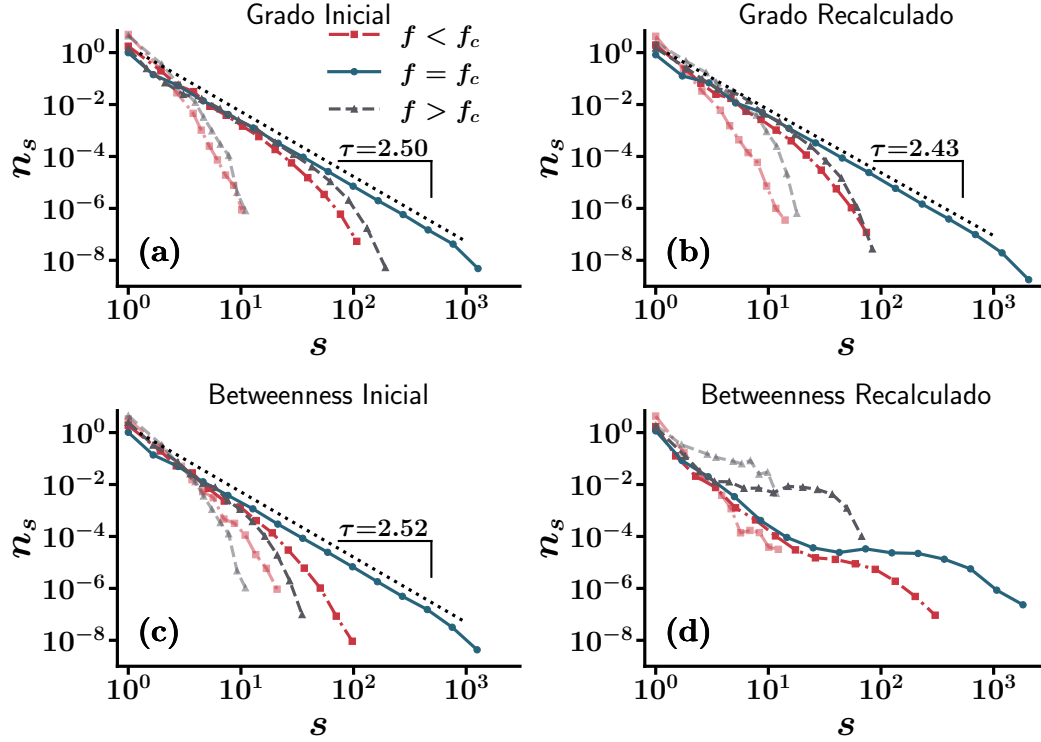 Grado Inicial
Grado Recalculado
f < f_c
f = f_c
f > f_c
n_s
10^0
10^-2
10^-4
10^-6
10^-8
τ=2.50
(a)
10^0
10^1
10^2
10^3
s
n_s
10^0
10^-2
10^-4
10^-6
10^-8
τ=2.43
(b)
10^0
10^1
10^2
10^3
s
Betweenness Inicial
Betweenness Recalculado
n_s
10^0
10^-2
10^-4
10^-6
10^-8
τ=2.52
(c)
10^0
10^1
10^2
10^3
s
n_s
10^0
10^-2
10^-4
10^-6
10^-8
(d)
10^0
10^1
10^2
10^3
s